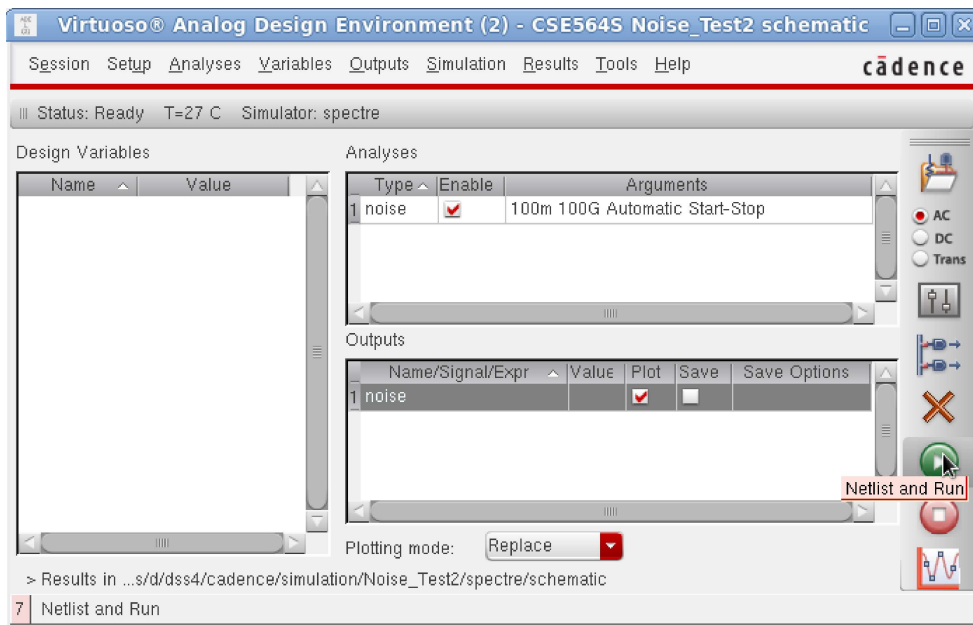 Virtuoso® Analog Design Environment (2) - CSE564S Noise_Test2 schematic
Session Setup Analyses Variables Outputs Simulation Results Tools Help cādence
Status: Ready T=27 C Simulator: spectre
Design Variables
Name Value
Analyses
Type Enable Arguments
1 noise 100m 100G Automatic Start-Stop
AC
DC
Trans
Outputs
Name/Signal/Expr Value Plot Save Save Options
1 noise
Netlist and Run
Plotting mode: Replace
> Results in ...s/d/dss4/cadence/simulation/Noise_Test2/spectre/schematic
7 Netlist and Run